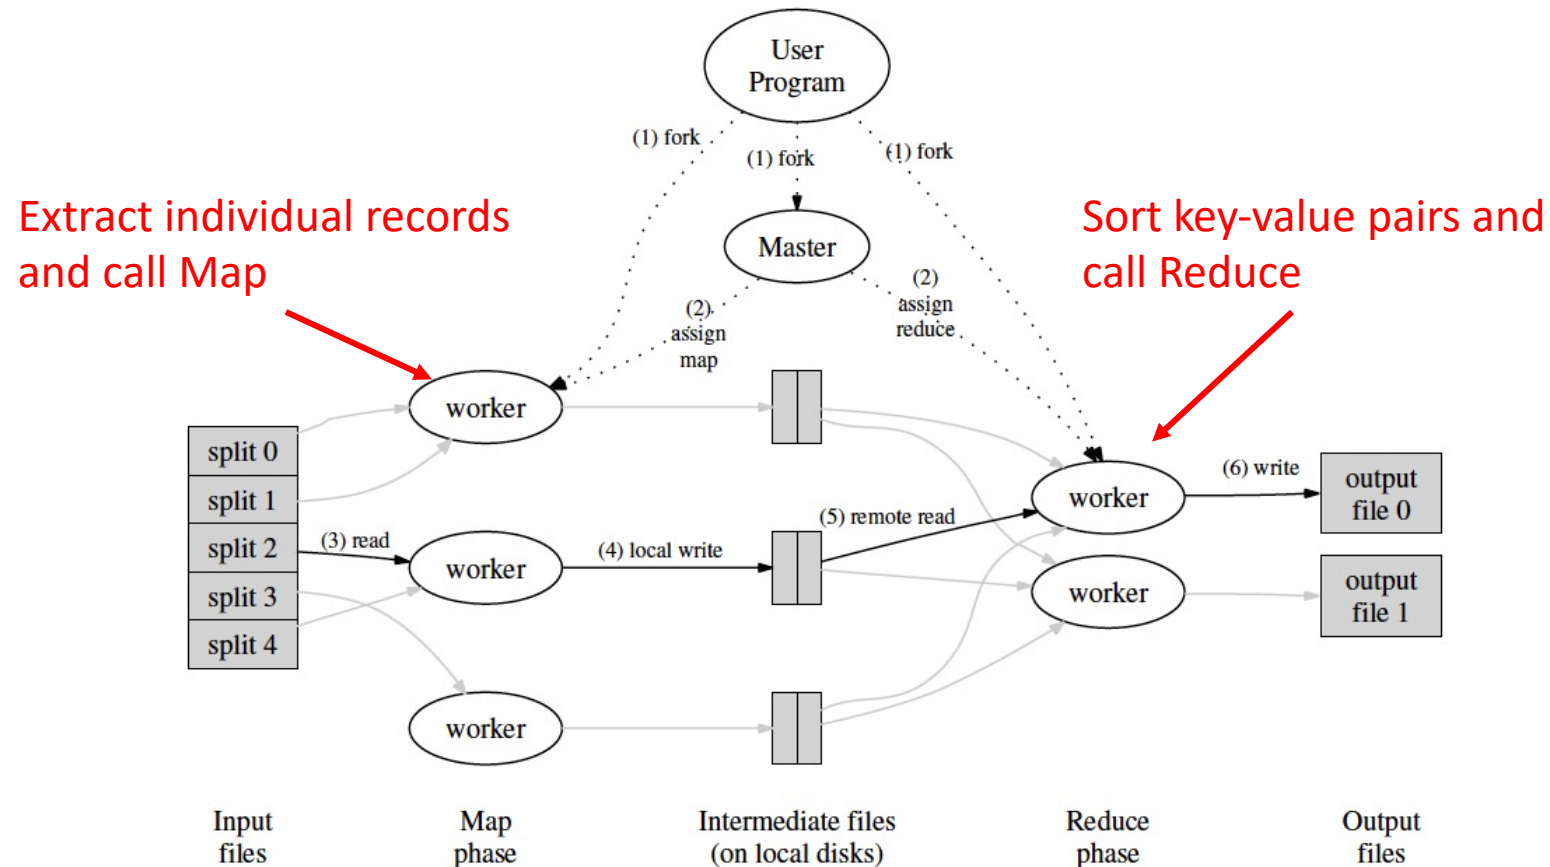 User
Program
(1) fork
(1) fork
(1) fork
Extract individual records
and call Map
Sort key-value pairs and
call Reduce
Master
(2)
assign
map
(2)
assign
reduce
worker
split 0
split 1
split 2
split 3
split 4
(3) read
worker
(4) local write
(5) remote read
worker
(6) write
output
file 0
worker
output
file 1
worker
Input
files
Map
phase
Intermediate files
(on local disks)
Reduce
phase
Output
files